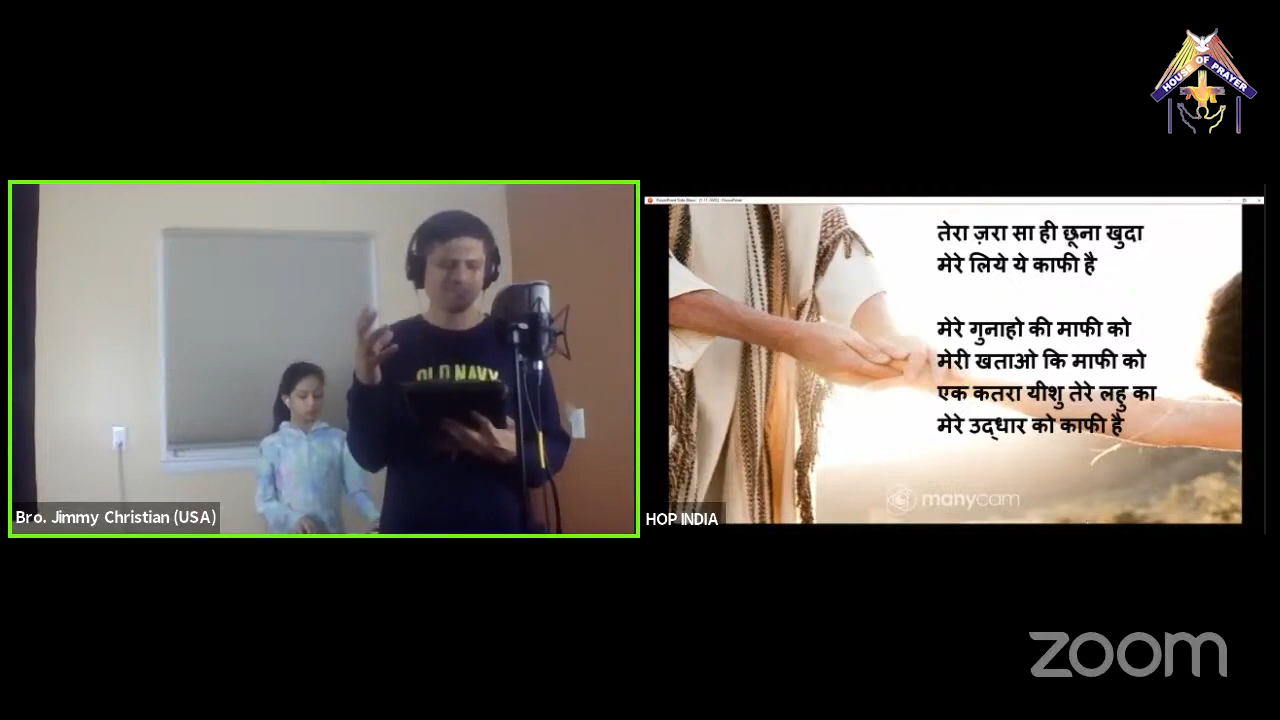 HOUSE OF PRAYER
OLD NAVY
Bro. Jimmy Christian (USA)
तेरा ज़रा सा ही छूना खुदा
मेरे लिये ये काफी है
मेरे गुनाहो की माफी को
मेरी खताओ कि माफी को
एक कतरा यीशु तेरे लहु का
मेरे उद्धार को काफी है
manycam
HOP INDIA
zoom